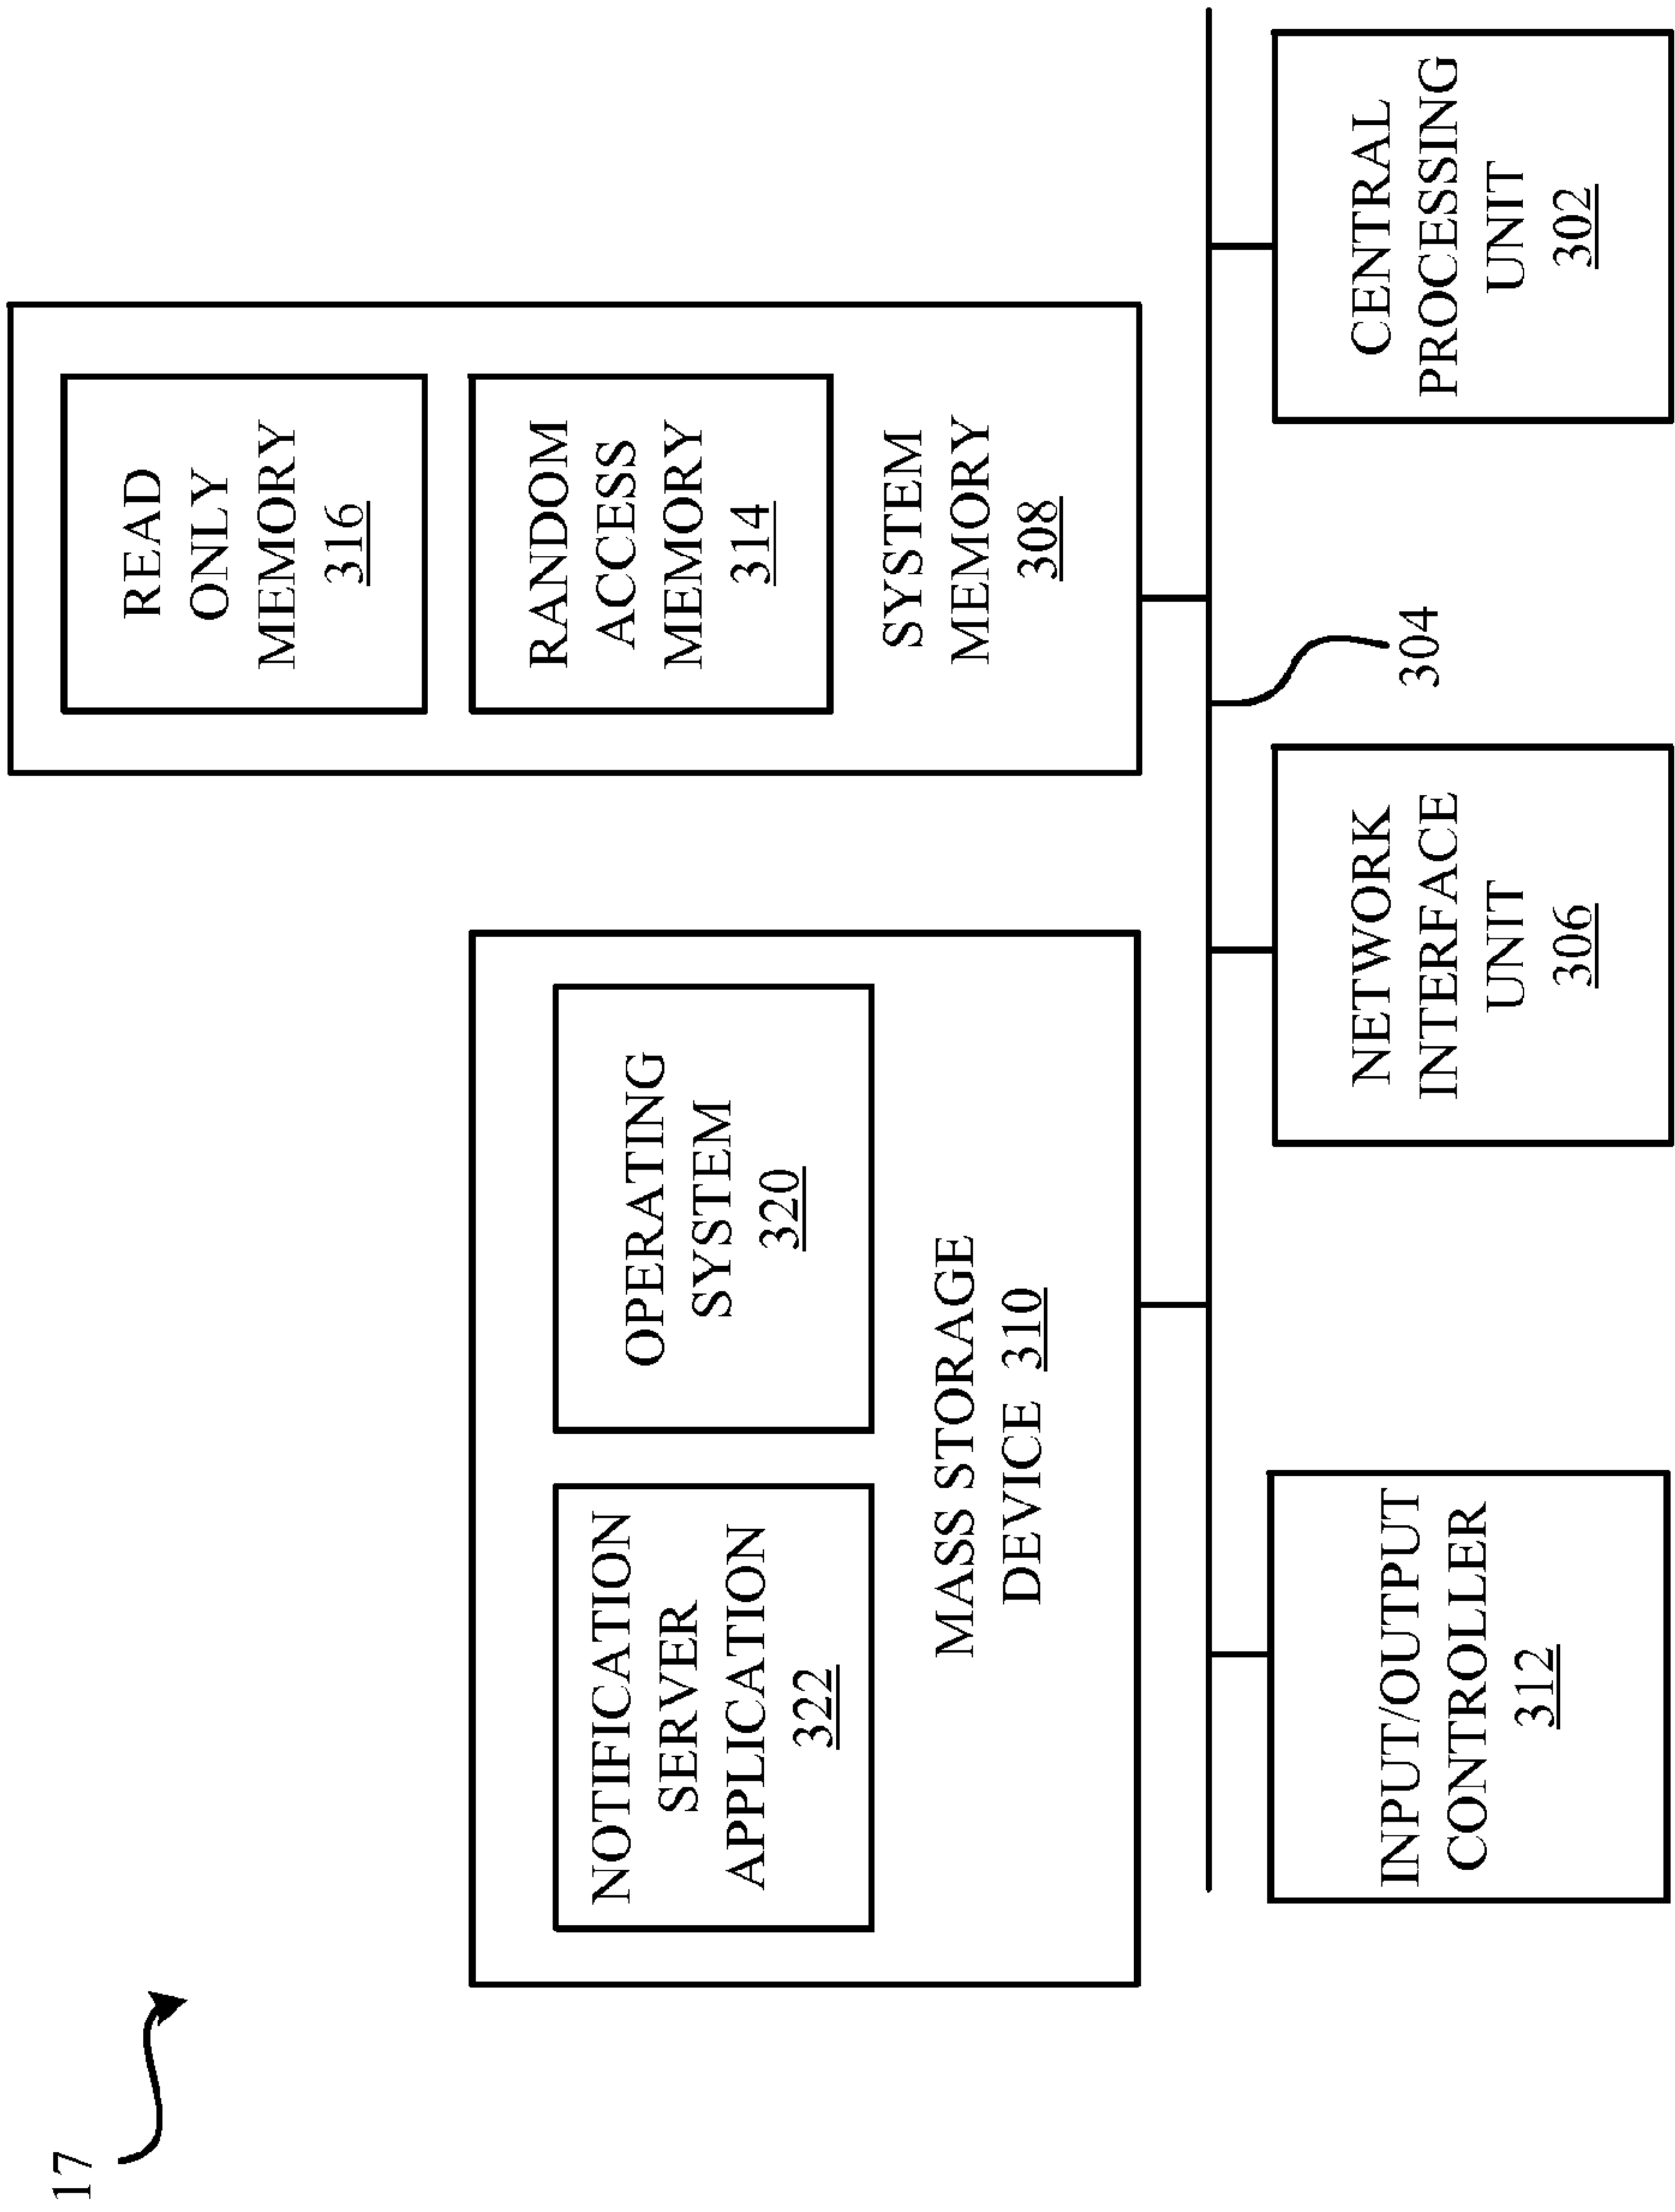 17
NOTIFICATION
SERVER
APPLICATION
322
OPERATING
SYSTEM
320
MASS STORAGE
DEVICE 310
READ
ONLY
MEMORY
316
RANDOM
ACCESS
MEMORY
314
SYSTEM
MEMORY
308
304
INPUT/OUTPUT
CONTROLLER
312
NETWORK
INTERFACE
UNIT
306
CENTRAL
PROCESSING
UNIT
302